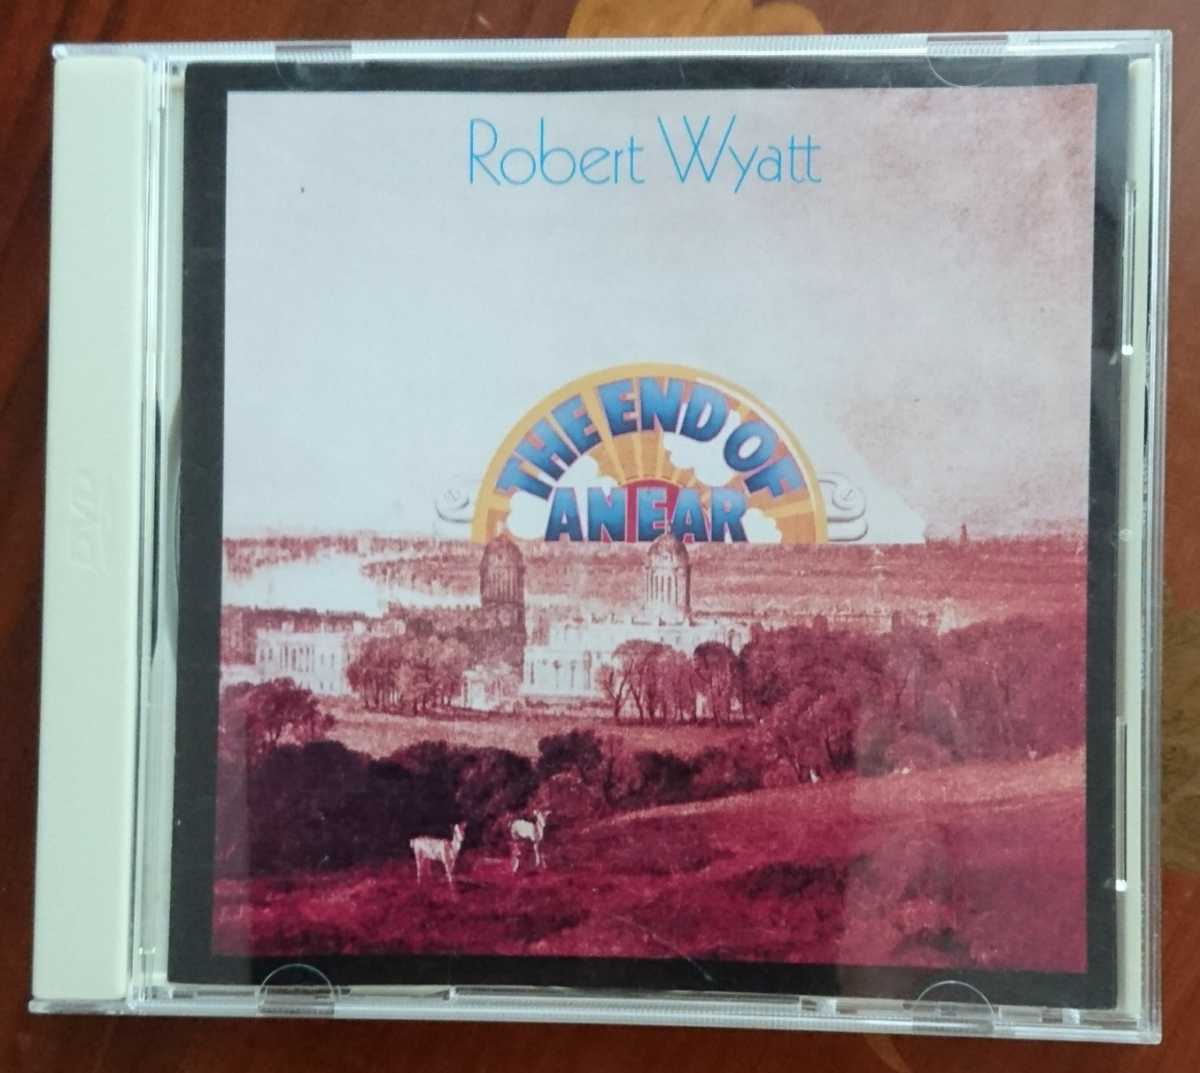 Robert Wyatt
THE END OF
AN EAR
DVD